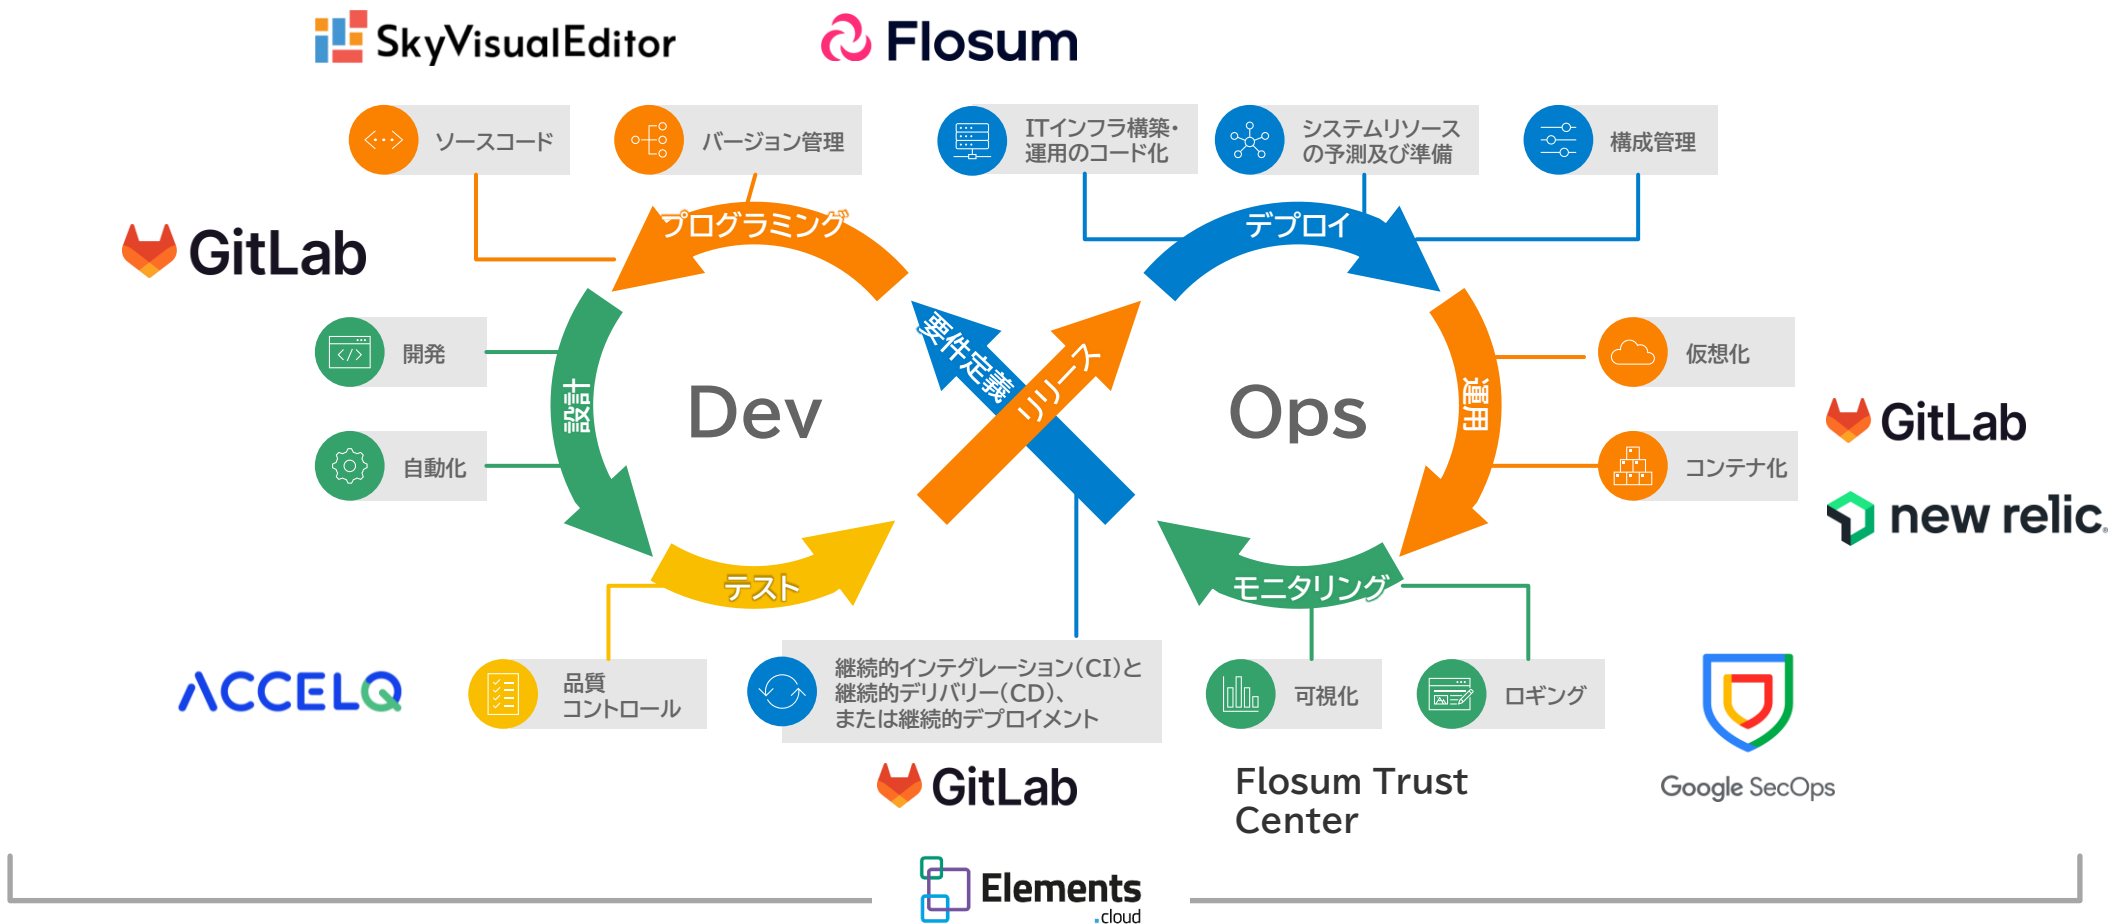 SkyVisualEditor
Flosum
ソースコード
バージョン管理
ITインフラ構築・
運用のコード化
システムリソース
の予測及び準備
構成管理
プログラミング
デプロイ
GitLab
開発
自動化
設計
Dev
要件定義
リリース
Ops
運用
仮想化
コンテナ化
GitLab
new relic®
テスト
モニタリング
ACCELQ
品質
コントロール
継続的インテグレーション(CI)と
継続的デリバリー(CD)、
または継続的デプロイメント
可視化
ロギング
GitLab
Flosum Trust
Center
Google SecOps
Elements
.cloud